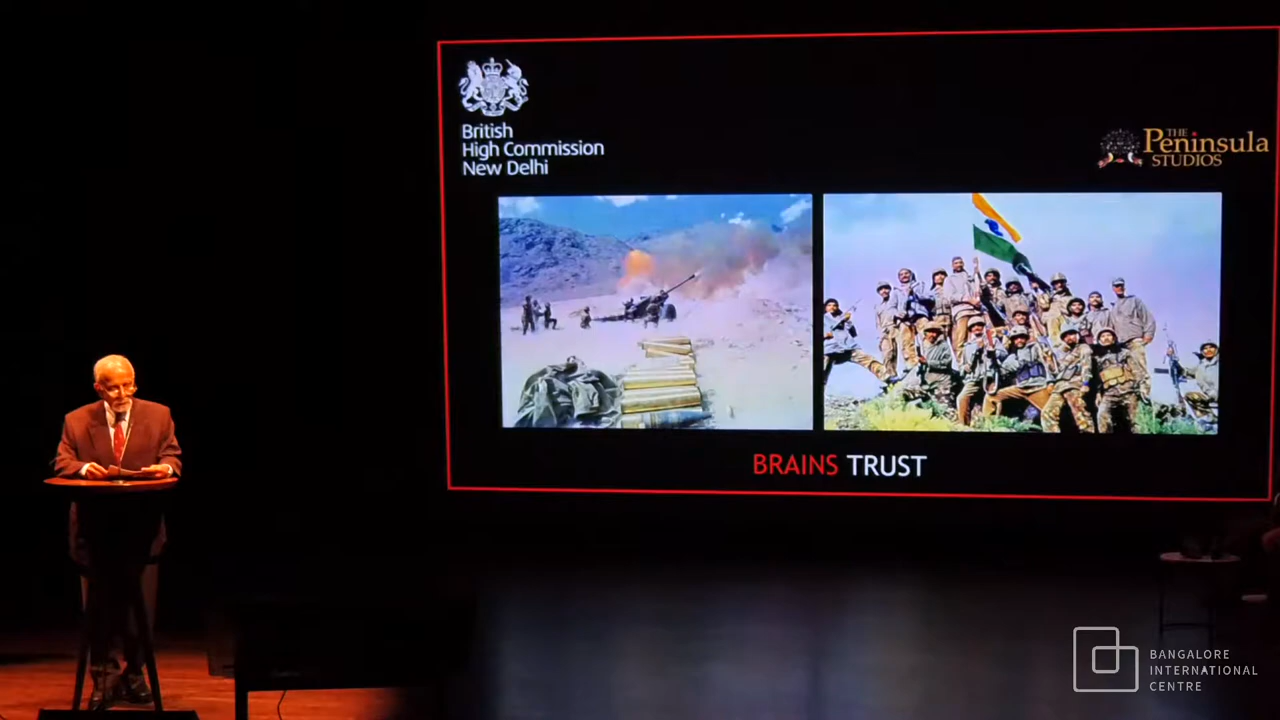 British
High Commission
New Delhi
THE
Peninsula
STUDIOS
BRAINS TRUST
BANGALORE
INTERNATIONAL
CENTRE